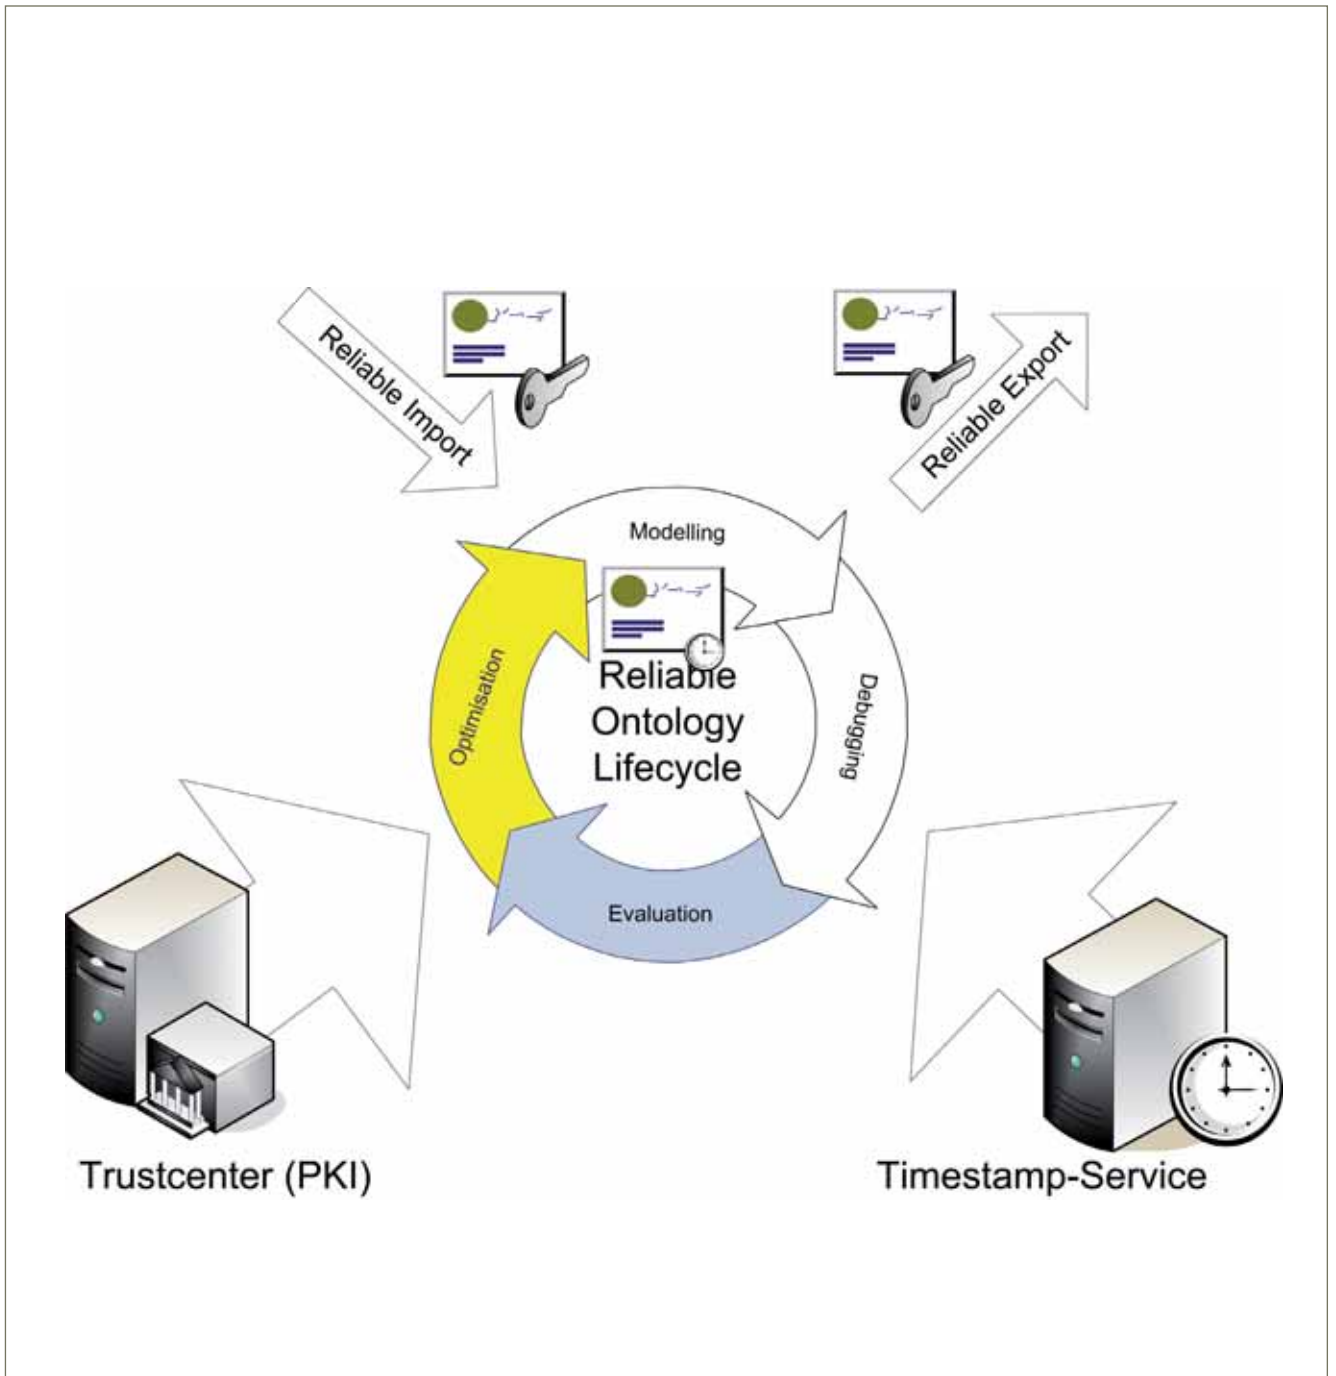 Reliable Import
Reliable Export
Modelling
Reliable
Ontology
Lifecycle
Optimisation
Debugging
Evaluation
Trustcenter (PKI)
Timestamp-Service